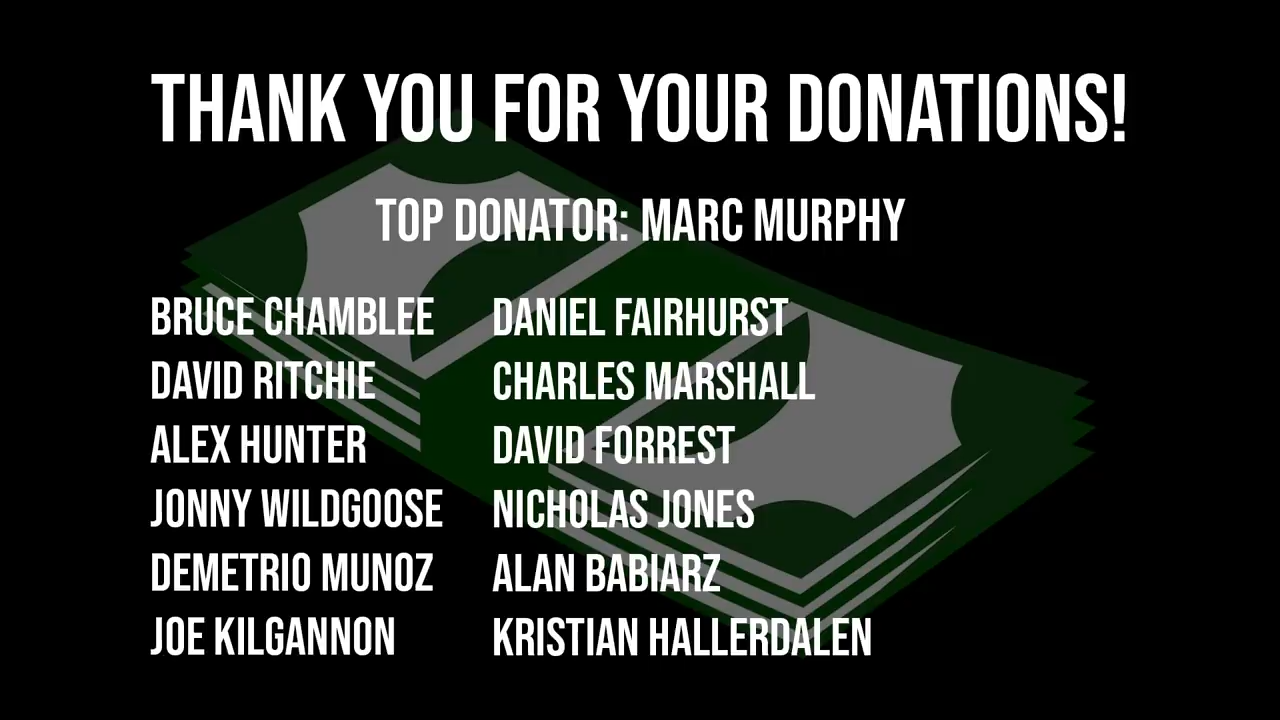 THANK YOU FOR YOUR DONATIONS!
TOP DONATOR: MARC MURPHY
BRUCE CHAMBLEE
DAVID RITCHIE
ALEX HUNTER
JONNY WILDGOOSE
DEMETRIO MUNOZ
JOE KILGANNON
DANIEL FAIRHURST
CHARLES MARSHALL
DAVID FORREST
NICHOLAS JONES
ALAN BABIARZ
KRISTIAN HALLERDALEN